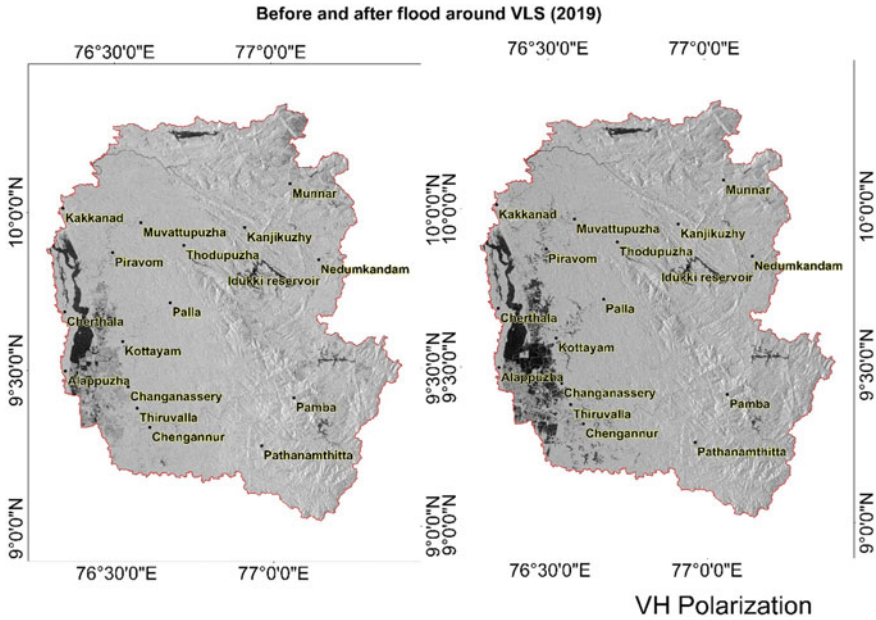 Before and after flood around VLS (2019)
76°30'0"E 77°0'0"E
76°30'0"E 77°0'0"E
10°0'0"N
9°30'0"N
9°0'0"N
Munnar
Kakkanad
Muvattupuzha
Kanjikuzhy
Piravom
Thodupuzha
Nedumkandam
Idukki reservoir
Palla
Cherthala
Kottayam
Alappuzha
Changanassery
Pamba
Thiruvalla
Chengannur
Pathanamthitta
76°30'0"E 77°0'0"E
10°0'0"N
9°30'0"N
9°0'0"N
Munnar
Kakkanad
Muvattupuzha
Kanjikuzhy
Piravom
Thodupuzha
Nedumkandam
Idukki reservoir
Palla
Cherthala
Kottayam
Alappuzha
Changanassery
Pamba
Thiruvalla
Chengannur
Pathanamthitta
10°0'0"N
9°30'0"N
9°0'0"N
76°30'0"E 77°0'0"E
VH Polarization